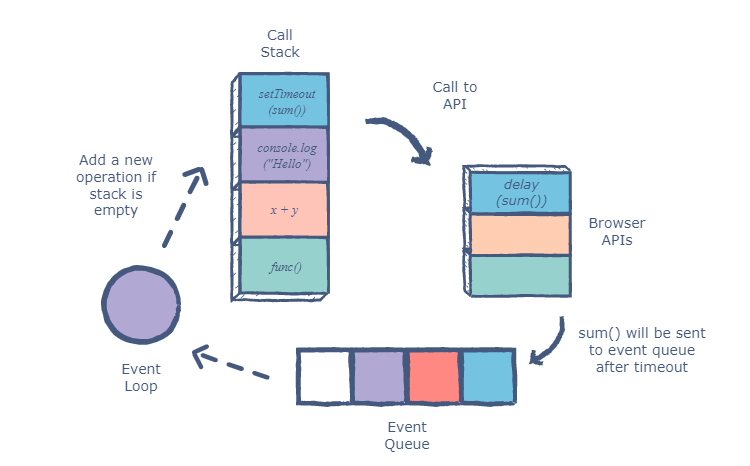 Call
Stack
setTimeout
(sum())
console.log
("Hello")
x + y
func()
Call to
API
delay
(sum())
Browser
APIs
Add a new
operation if
stack is
empty
Event
Loop
sum() will be sent
to event queue
after timeout
Event
Queue